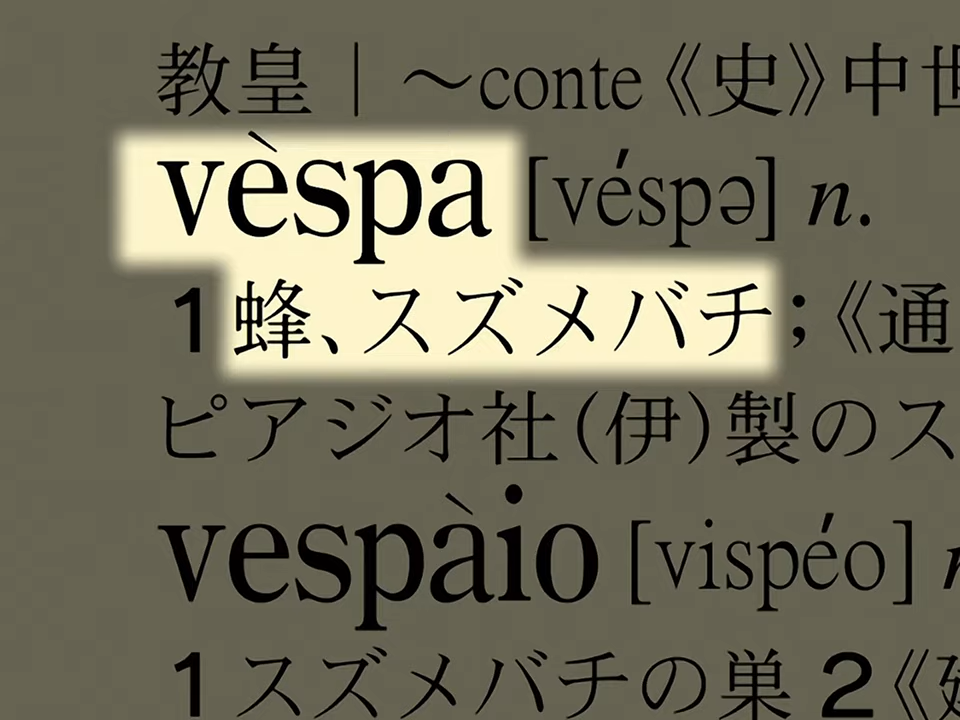 教皇｜～conte《史》中世
vèspa [véspə] n.
1 蜂、スズメバチ；《通
ピアジオ社(伊)製のス
vespàio [vispéo] n
1 スズメバチの巣 2《